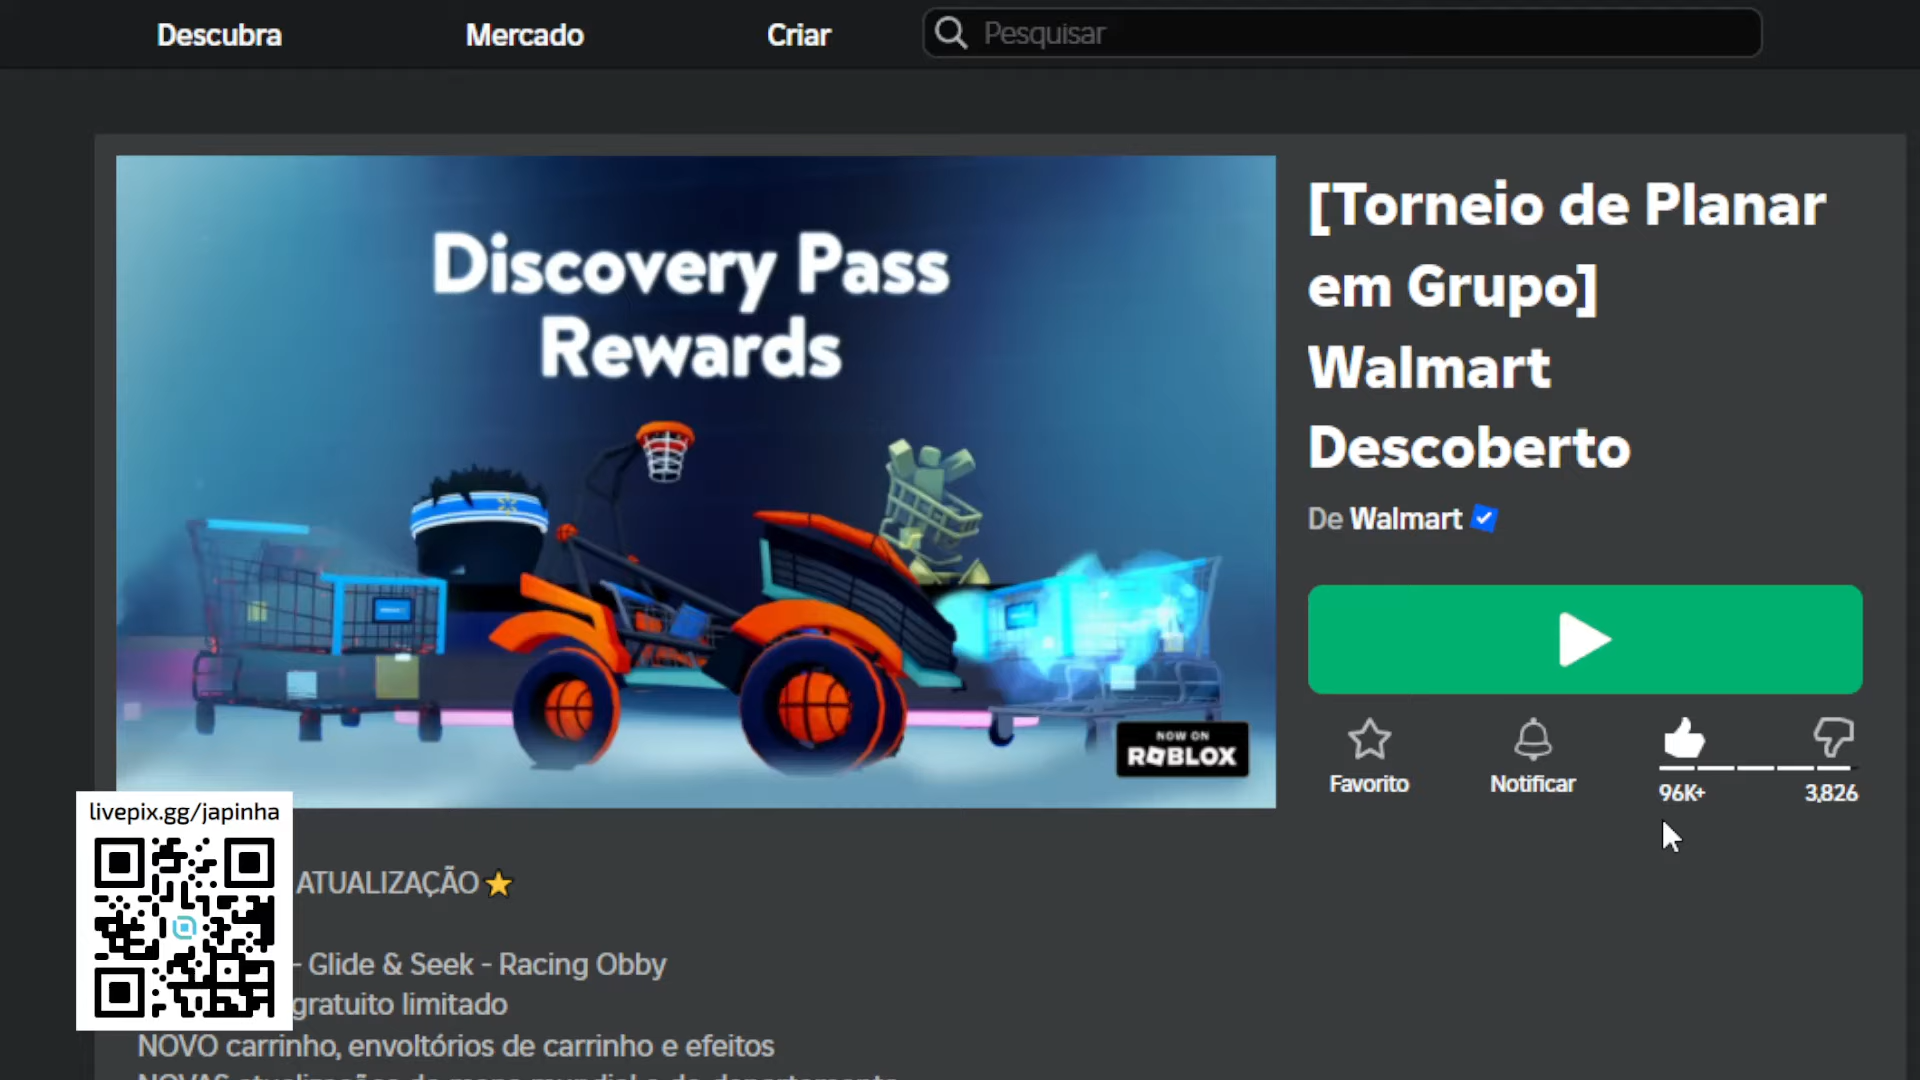 Descubra
Mercado
Criar
Pesquisar
Discovery Pass
Rewards
NOW ON
ROBLOX
[Torneio de Planar
em Grupo]
Walmart
Descoberto
De Walmart
Favorito
Notificar
96K+
3,826
livepix.gg/japinha
ATUALIZAÇÃO
- Glide & Seek - Racing Obby
gratuito limitado
NOVO carrinho, envoltórios de carrinho e efeitos